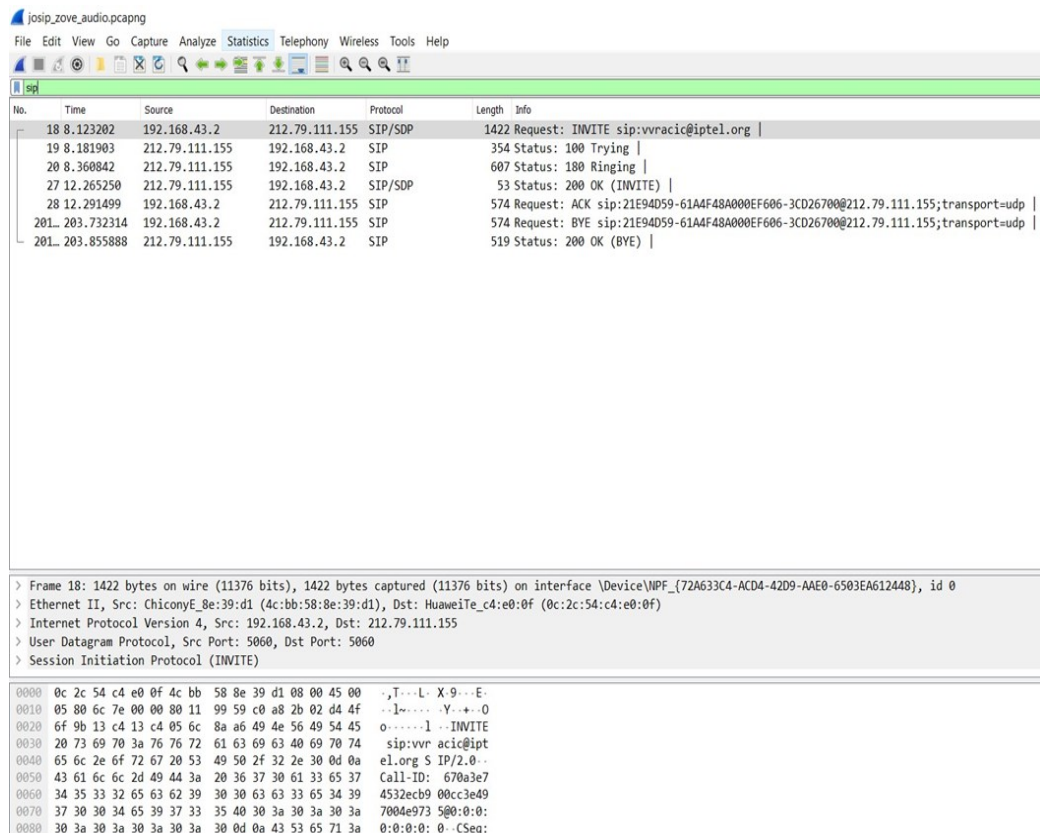 josip_zove_audio.pcapng
File Edit View Go Capture Analyze Statistics Telephony Wireless Tools Help
sip
No. Time Source Destination Protocol Length Info
18 8.123202 192.168.43.2 212.79.111.155 SIP/SDP 1422 Request: INVITE sip:vvracic@iptel.org |
19 8.181903 212.79.111.155 192.168.43.2 SIP 354 Status: 100 Trying |
20 8.360842 212.79.111.155 192.168.43.2 SIP 607 Status: 180 Ringing |
27 12.265250 212.79.111.155 192.168.43.2 SIP/SDP 53 Status: 200 OK (INVITE) |
28 12.291499 192.168.43.2 212.79.111.155 SIP 574 Request: ACK sip:21E94D59-61A4F48A000EF606-3CD26700@212.79.111.155;transport=udp |
201… 203.732314 192.168.43.2 212.79.111.155 SIP 574 Request: BYE sip:21E94D59-61A4F48A000EF606-3CD26700@212.79.111.155;transport=udp |
201… 203.855888 212.79.111.155 192.168.43.2 SIP 519 Status: 200 OK (BYE) |
> Frame 18: 1422 bytes on wire (11376 bits), 1422 bytes captured (11376 bits) on interface \Device\NPF_{72A633C4-ACD4-42D9-AAE0-6503EA612448}, id 0
> Ethernet II, Src: ChiconyE_8e:39:d1 (4c:bb:58:8e:39:d1), Dst: HuaweiTe_c4:e0:0f (0c:2c:54:c4:e0:0f)
> Internet Protocol Version 4, Src: 192.168.43.2, Dst: 212.79.111.155
> User Datagram Protocol, Src Port: 5060, Dst Port: 5060
> Session Initiation Protocol (INVITE)
0000 0c 2c 54 c4 e0 0f 4c bb 58 8e 39 d1 08 00 45 00 ·,T···L· X·9···E·
0010 05 80 6c 7e 00 00 80 11 99 59 c0 a8 2b 02 d4 4f ··l~···· ·Y··+··O
0020 6f 9b 13 c4 13 c4 05 6c 8a a6 49 4e 56 49 54 45 o······l ··INVITE
0030 20 73 69 70 3a 76 76 72 61 63 69 63 40 69 70 74 sip:vvr acic@ipt
0040 65 6c 2e 6f 72 67 20 53 49 50 2f 32 2e 30 0d 0a el.org S IP/2.0··
0050 43 61 6c 6c 2d 49 44 3a 20 36 37 30 61 33 65 37 Call-ID: 670a3e7
0060 34 35 33 32 65 63 62 39 30 30 63 63 33 65 34 39 4532ecb9 00cc3e49
0070 37 30 30 34 65 39 37 33 35 40 30 3a 30 3a 30 3a 7004e973 5@0:0:0:
0080 30 3a 30 3a 30 3a 30 3a 30 0d 0a 43 53 65 71 3a 0:0:0:0: 0··CSeq: